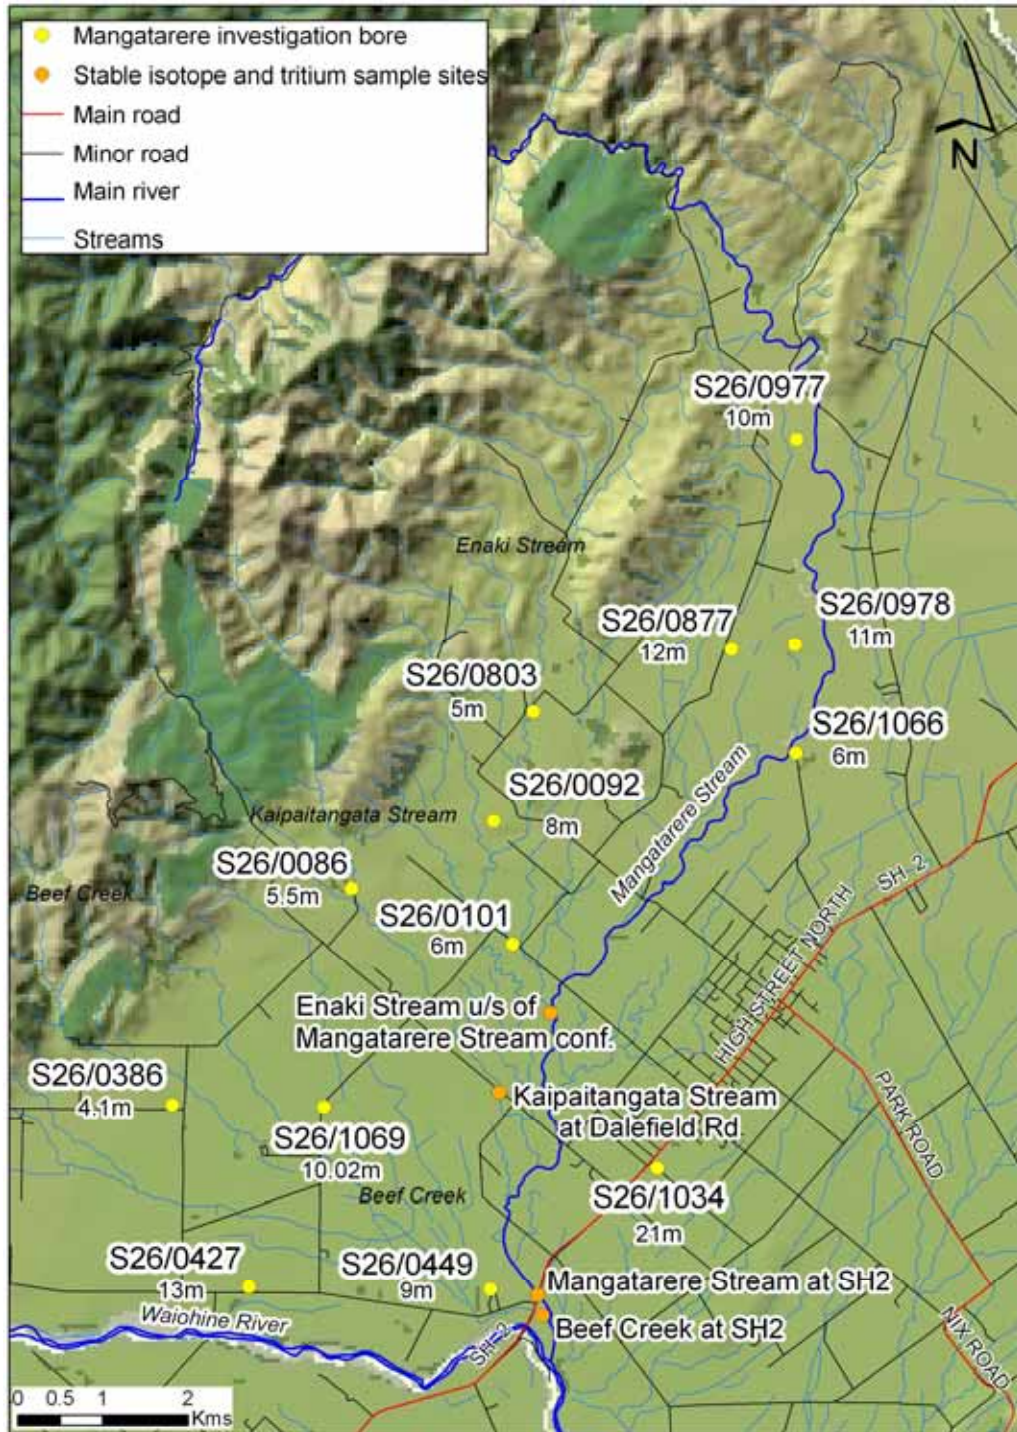 Mangatarere investigation bore
Stable isotope and tritium sample sites
Main road
Minor road
Main river
Streams
N
S26/0977
10m
Enaki Stream
S26/0877
12m
S26/0978
11m
S26/0803
5m
S26/1066
6m
S26/0092
8m
Mangatarere Stream
Kaipaitangata Stream
S26/0086
5.5m
Beef Creek
S26/0101
6m
SH 2
HIGH STREET NORTH
Enaki Stream u/s of
Mangatarere Stream conf.
S26/0386
4.1m
Kaipaitangata Stream
at Dalefield Rd
PARK ROAD
S26/1069
10.02m
Beef Creek
S26/1034
21m
S26/0427
13m
S26/0449
9m
Mangatarere Stream at SH2
Waiohine River
Beef Creek at SH2
SH 2
NIX ROAD
0 0.5 1 2
Kms